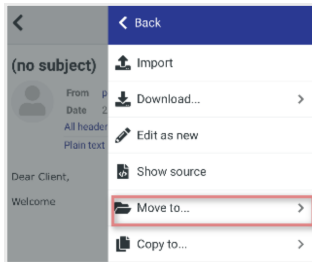 Back
(no subject)
Import
From p
Download...
Date 2
All header
Edit as new
Plain text
Show source
Dear Client,
Move to...
Welcome
Copy to...